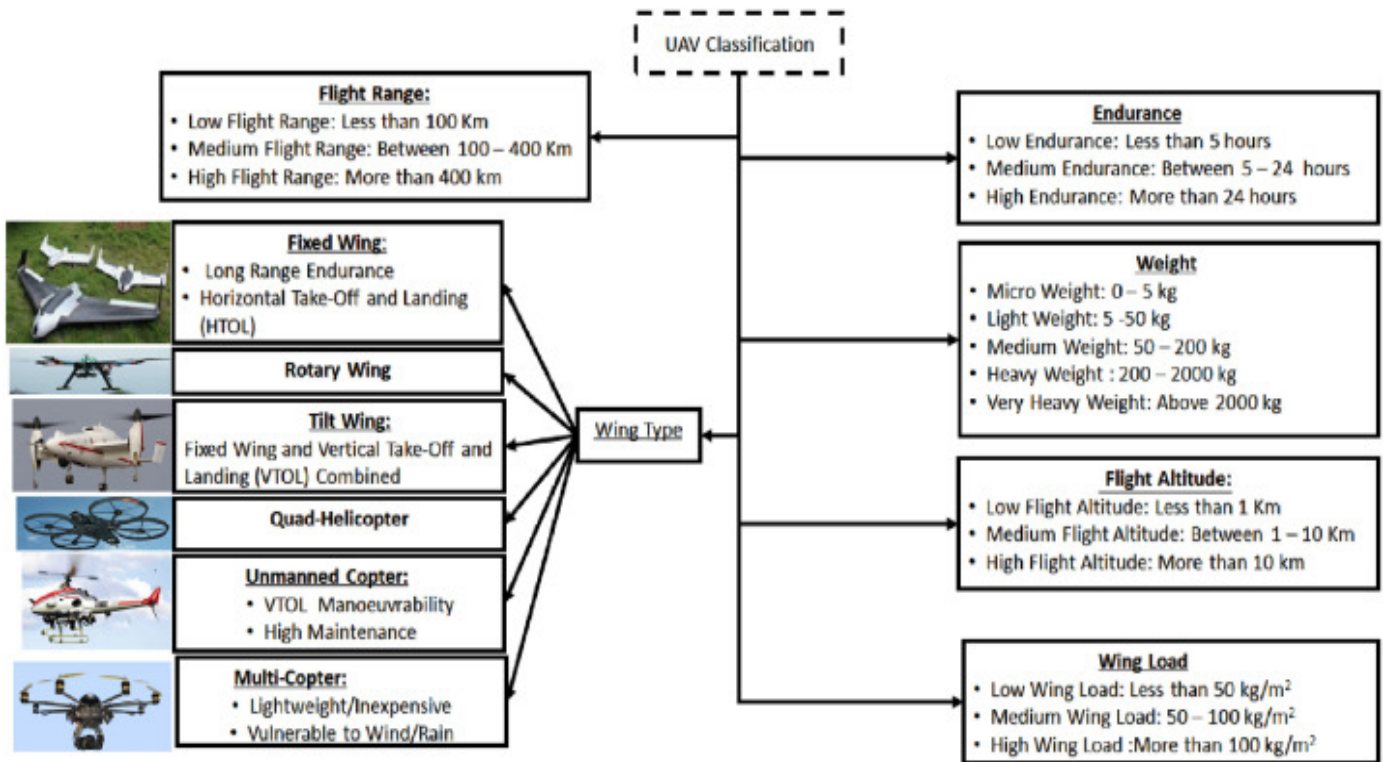 UAV Classification
Flight Range:
• Low Flight Range: Less than 100 Km
• Medium Flight Range: Between 100 – 400 Km
• High Flight Range: More than 400 km
Fixed Wing:
• Long Range Endurance
• Horizontal Take-Off and Landing
(HTOL)
Rotary Wing
Tilt Wing:
Fixed Wing and Vertical Take-Off and
Landing (VTOL) Combined
Quad-Helicopter
Unmanned Copter:
• VTOL Manoeuvrability
• High Maintenance
Multi-Copter:
• Lightweight/Inexpensive
• Vulnerable to Wind/Rain
Wing Type
Endurance
• Low Endurance: Less than 5 hours
• Medium Endurance: Between 5 – 24 hours
• High Endurance: More than 24 hours
Weight
• Micro Weight: 0 – 5 kg
• Light Weight: 5 -50 kg
• Medium Weight: 50 – 200 kg
• Heavy Weight : 200 – 2000 kg
• Very Heavy Weight: Above 2000 kg
Flight Altitude:
• Low Flight Altitude: Less than 1 Km
• Medium Flight Altitude: Between 1 – 10 Km
• High Flight Altitude: More than 10 km
Wing Load
• Low Wing Load: Less than 50 kg/m²
• Medium Wing Load: 50 – 100 kg/m²
• High Wing Load :More than 100 kg/m²